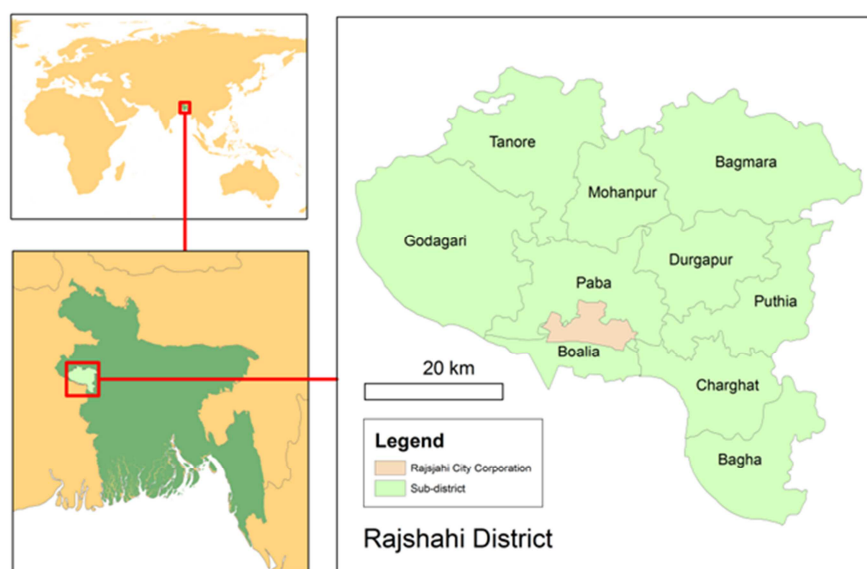 Tanore
Bagmara
Mohanpur
Godagari
Durgapur
Paba
Puthia
Boalia
20 km
Charghat
Bagha
Legend
Rajsjahi City Corporation
Sub-district
Rajshahi District